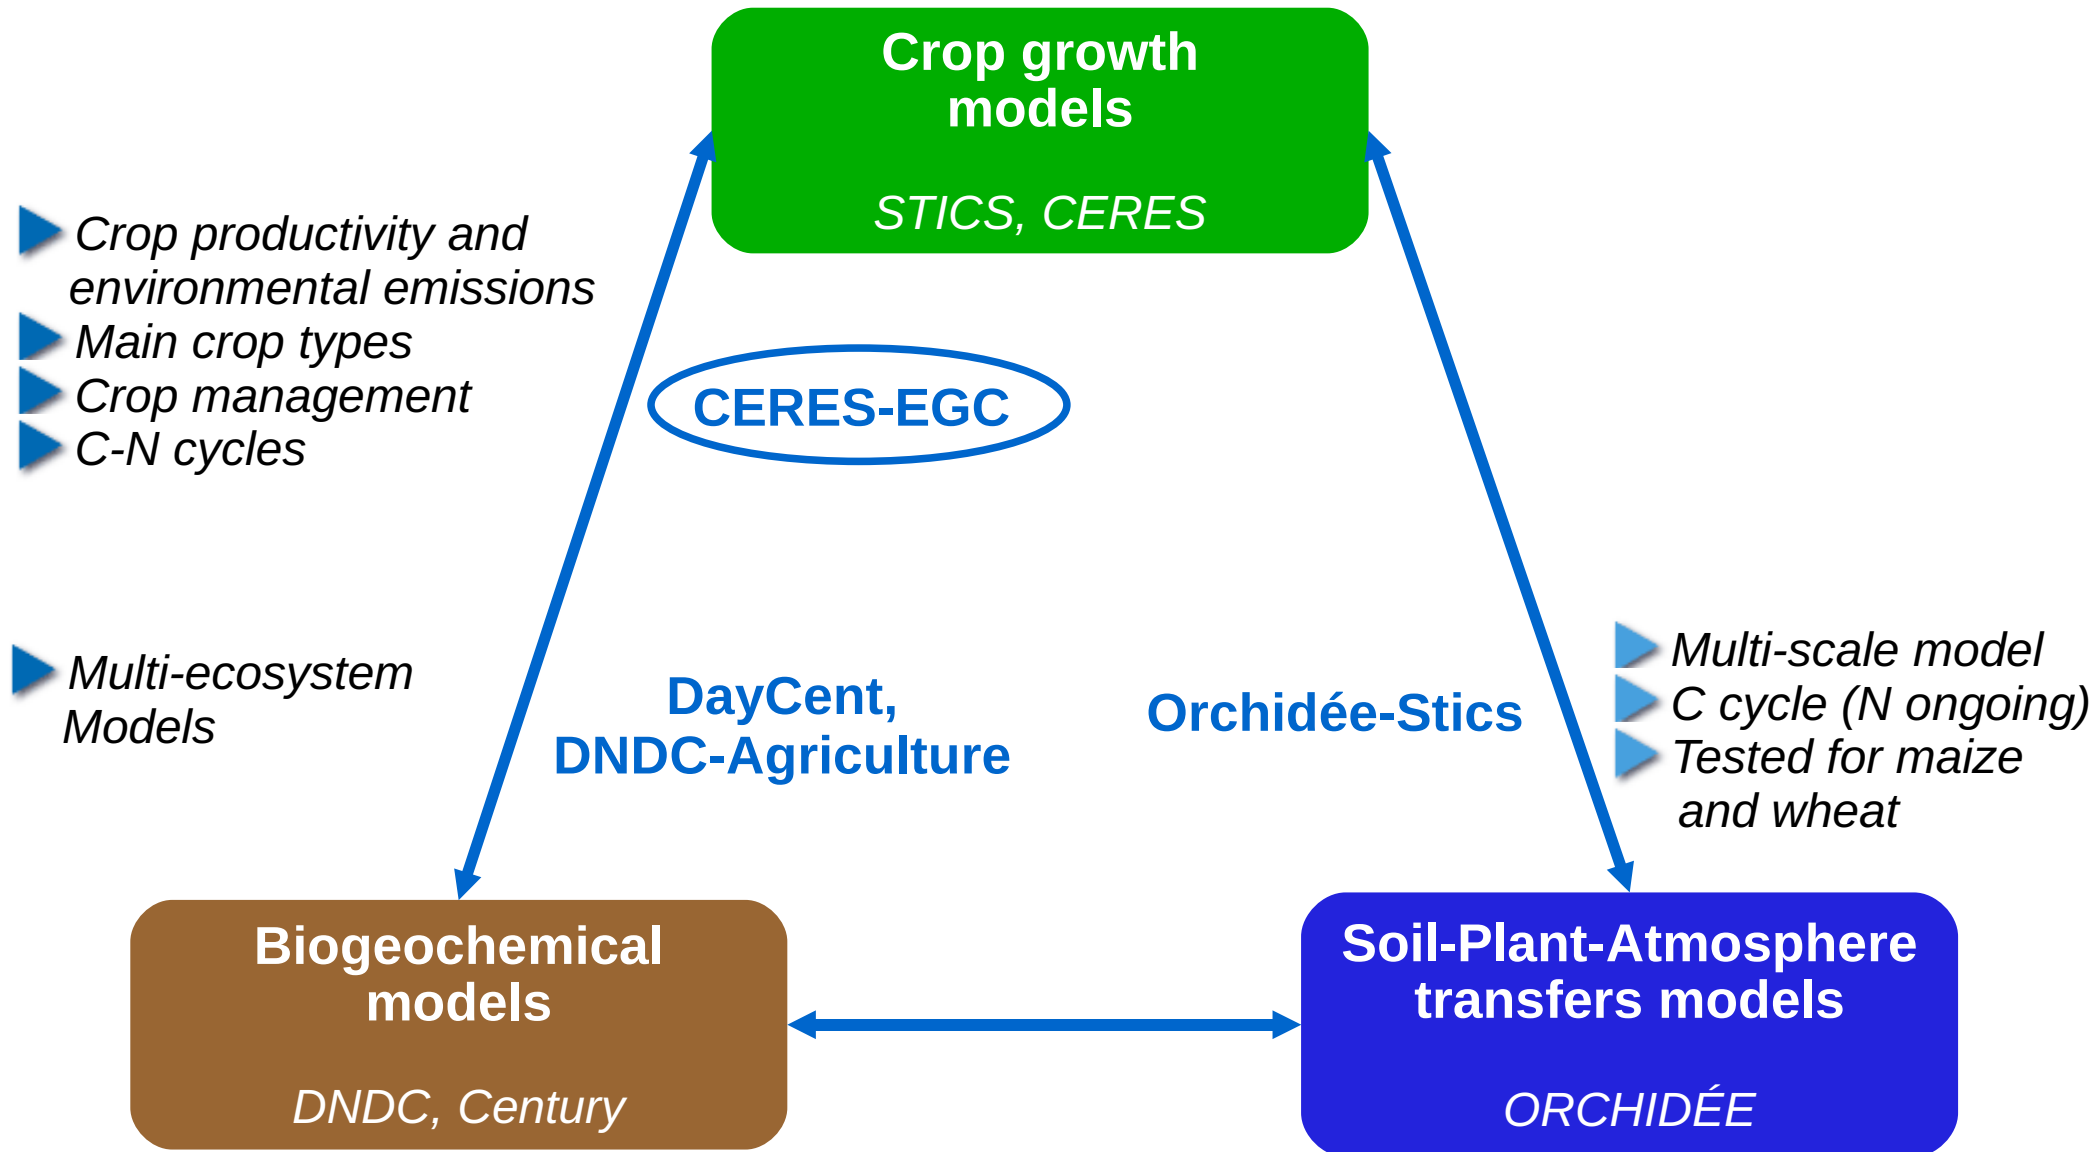 Crop growth
models
STICS, CERES
Crop productivity and
environmental emissions
Main crop types
Crop management
C-N cycles
CERES-EGC
Multi-ecosystem
Models
DayCent,
DNDC-Agriculture
Orchidée-Stics
Multi-scale model
C cycle (N ongoing)
Tested for maize
and wheat
Biogeochemical
models
DNDC, Century
Soil-Plant-Atmosphere
transfers models
ORCHIDÉE